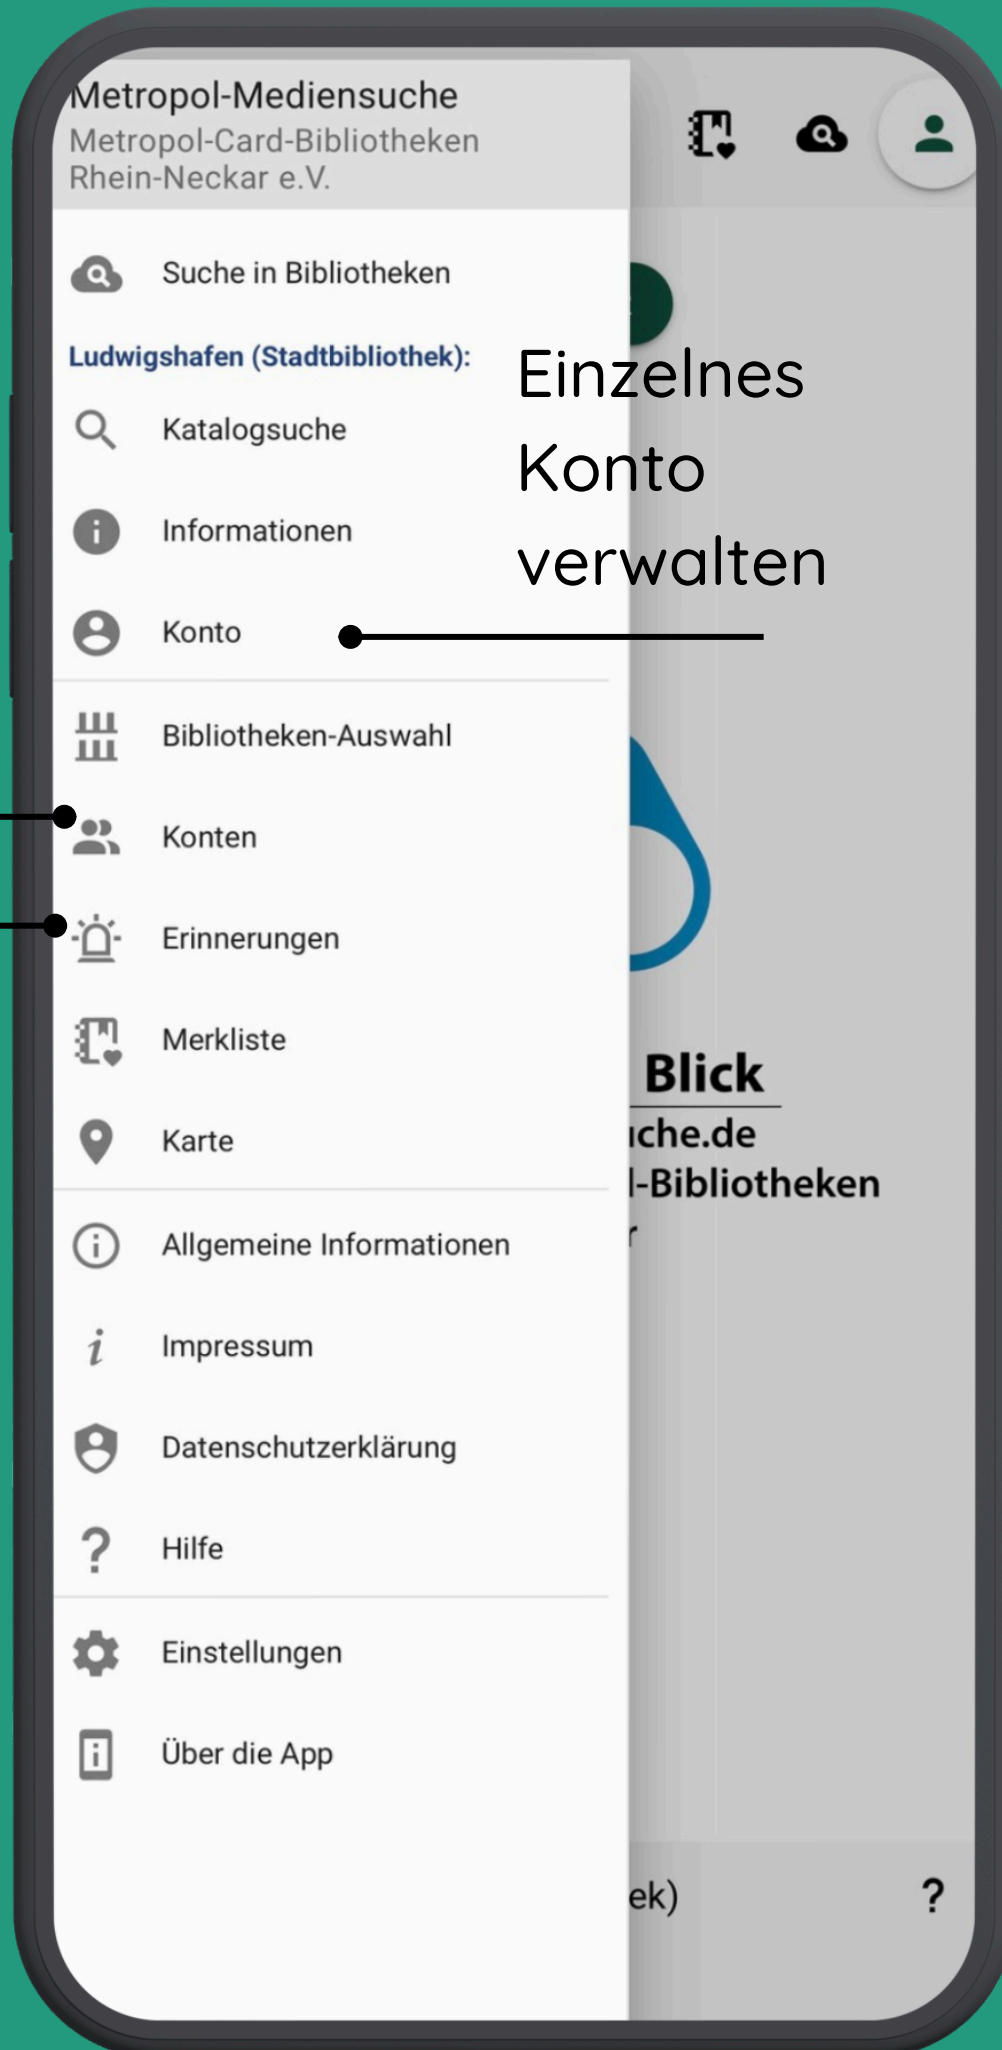 Metropol-Mediensuche
Metropol-Card-Bibliotheken
Rhein-Neckar e.V.
Suche in Bibliotheken
Ludwigshafen (Stadtbibliothek):
Katalogsuche
Informationen
Konto
Einzelnes
Konto
verwalten
Bibliotheken-Auswahl
Konten
Erinnerungen
Merkliste
Karte
Allgemeine Informationen
Impressum
Datenschutzerklärung
Hilfe
Einstellungen
Über die App
Blick
che.de
-Bibliotheken
ek)
?